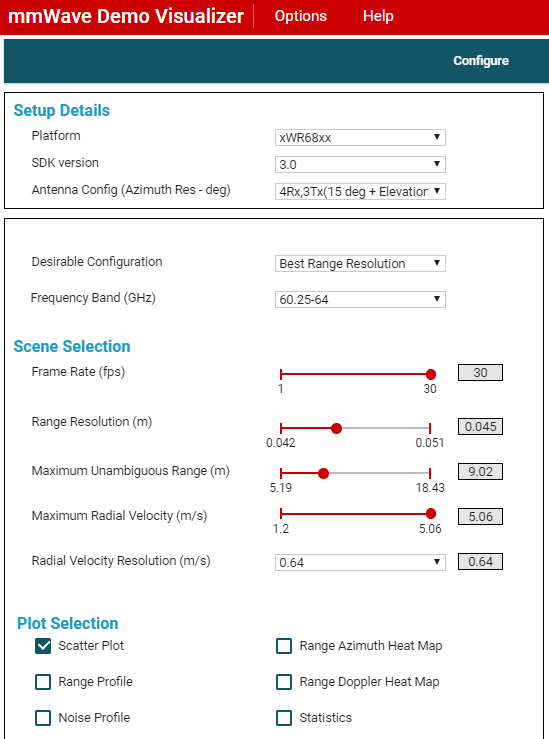 mmWave Demo Visualizer Options Help
Configure
Setup Details
Platform xWR68xx
SDK version 3.0
Antenna Config (Azimuth Res - deg) 4Rx,3Tx(15 deg + Elevation
Desirable Configuration Best Range Resolution
Frequency Band (GHz) 60.25-64
Scene Selection
Frame Rate (fps) 30
1 30
Range Resolution (m) 0.045
0.042 0.051
Maximum Unambiguous Range (m) 9.02
5.19 18.43
Maximum Radial Velocity (m/s) 5.06
1.2 5.06
Radial Velocity Resolution (m/s) 0.64 0.64
Plot Selection
Scatter Plot Range Azimuth Heat Map
Range Profile Range Doppler Heat Map
Noise Profile Statistics